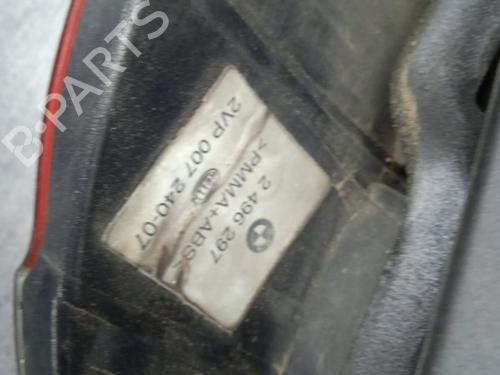 B-PARTS
2VP 007 240-07
>PMMA+ABS<
2 496 297